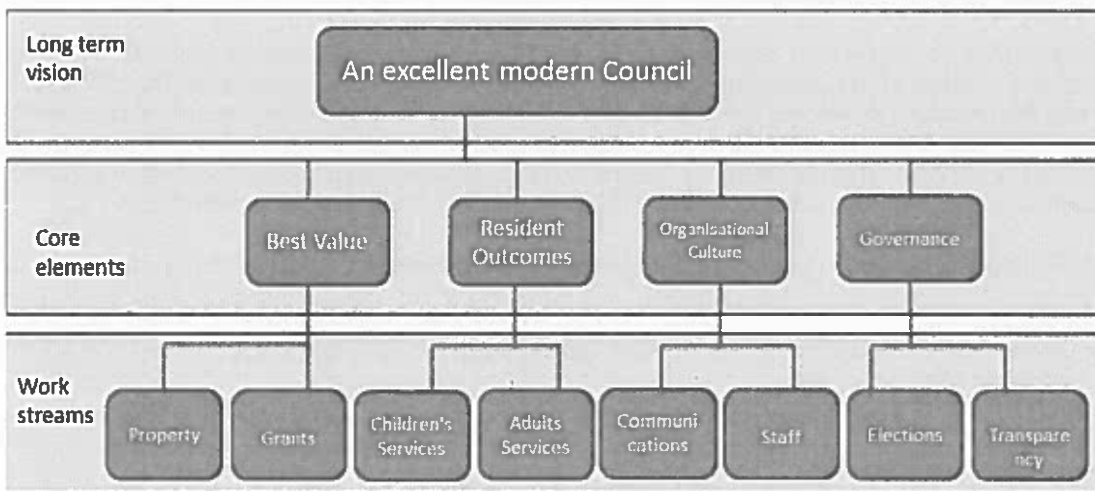 Long term
vision
An excellent modern Council
Core
elements
Best Value
Resident
Outcomes
Organisational
Culture
Governance
Work
streams
Property
Grants
Children's
Services
Adults
Services
Communi
cations
Staff
Elections
Transpare
ncy